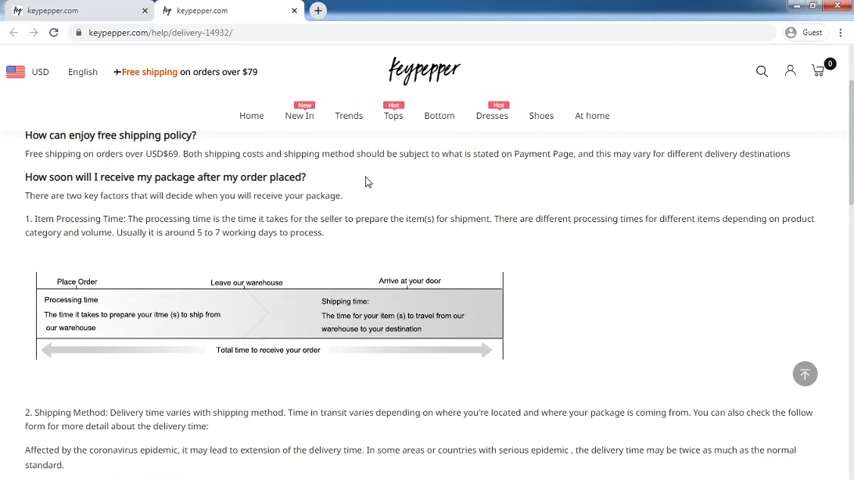 keypepper.com
keypepper.com
keypepper.com/help/delivery-14932/
Guest
USD English Free shipping on orders over $79
keypepper
0
New Hot Hot
Home New In Trends Tops Bottom Dresses Shoes At home
How can enjoy free shipping policy?
Free shipping on orders over USD$69. Both shipping costs and shipping method should be subject to what is stated on Payment Page, and this may vary for different delivery destinations
How soon will I receive my package after my order placed?
There are two key factors that will decide when you will receive your package.
1. Item Processing Time: The processing time is the time it takes for the seller to prepare the item(s) for shipment. There are different processing times for different items depending on product
category and volume. Usually it is around 5 to 7 working days to process.
Place Order Leave our warehouse Arrive at your door
Processing time
The time it takes to prepare your itme (s) to ship from
our warehouse
Shipping time:
The time for your item (s) to travel from our
warehouse to your destination
Total time to receive your order
2. Shipping Method: Delivery time varies with shipping method. Time in transit varies depending on where you're located and where your package is coming from. You can also check the follow
form for more detail about the delivery time:
Affected by the coronavirus epidemic, it may lead to extension of the delivery time. In some areas or countries with serious epidemic , the delivery time may be twice as much as the normal
standard.